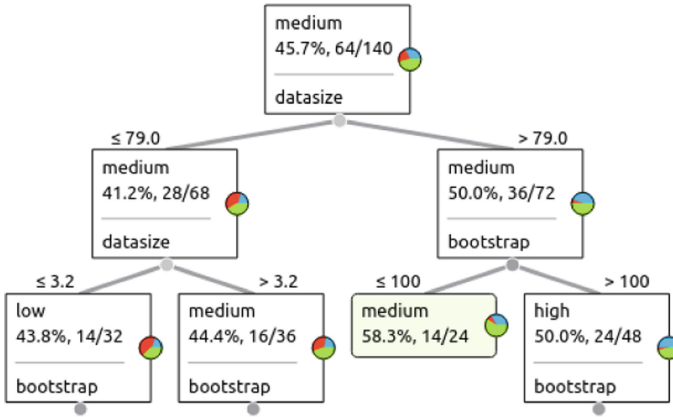 medium
45.7%, 64/140
datasize
≤ 79.0
> 79.0
medium
41.2%, 28/68
datasize
medium
50.0%, 36/72
bootstrap
≤ 3.2
> 3.2
≤ 100
> 100
low
43.8%, 14/32
bootstrap
medium
44.4%, 16/36
bootstrap
medium
58.3%, 14/24
high
50.0%, 24/48
bootstrap